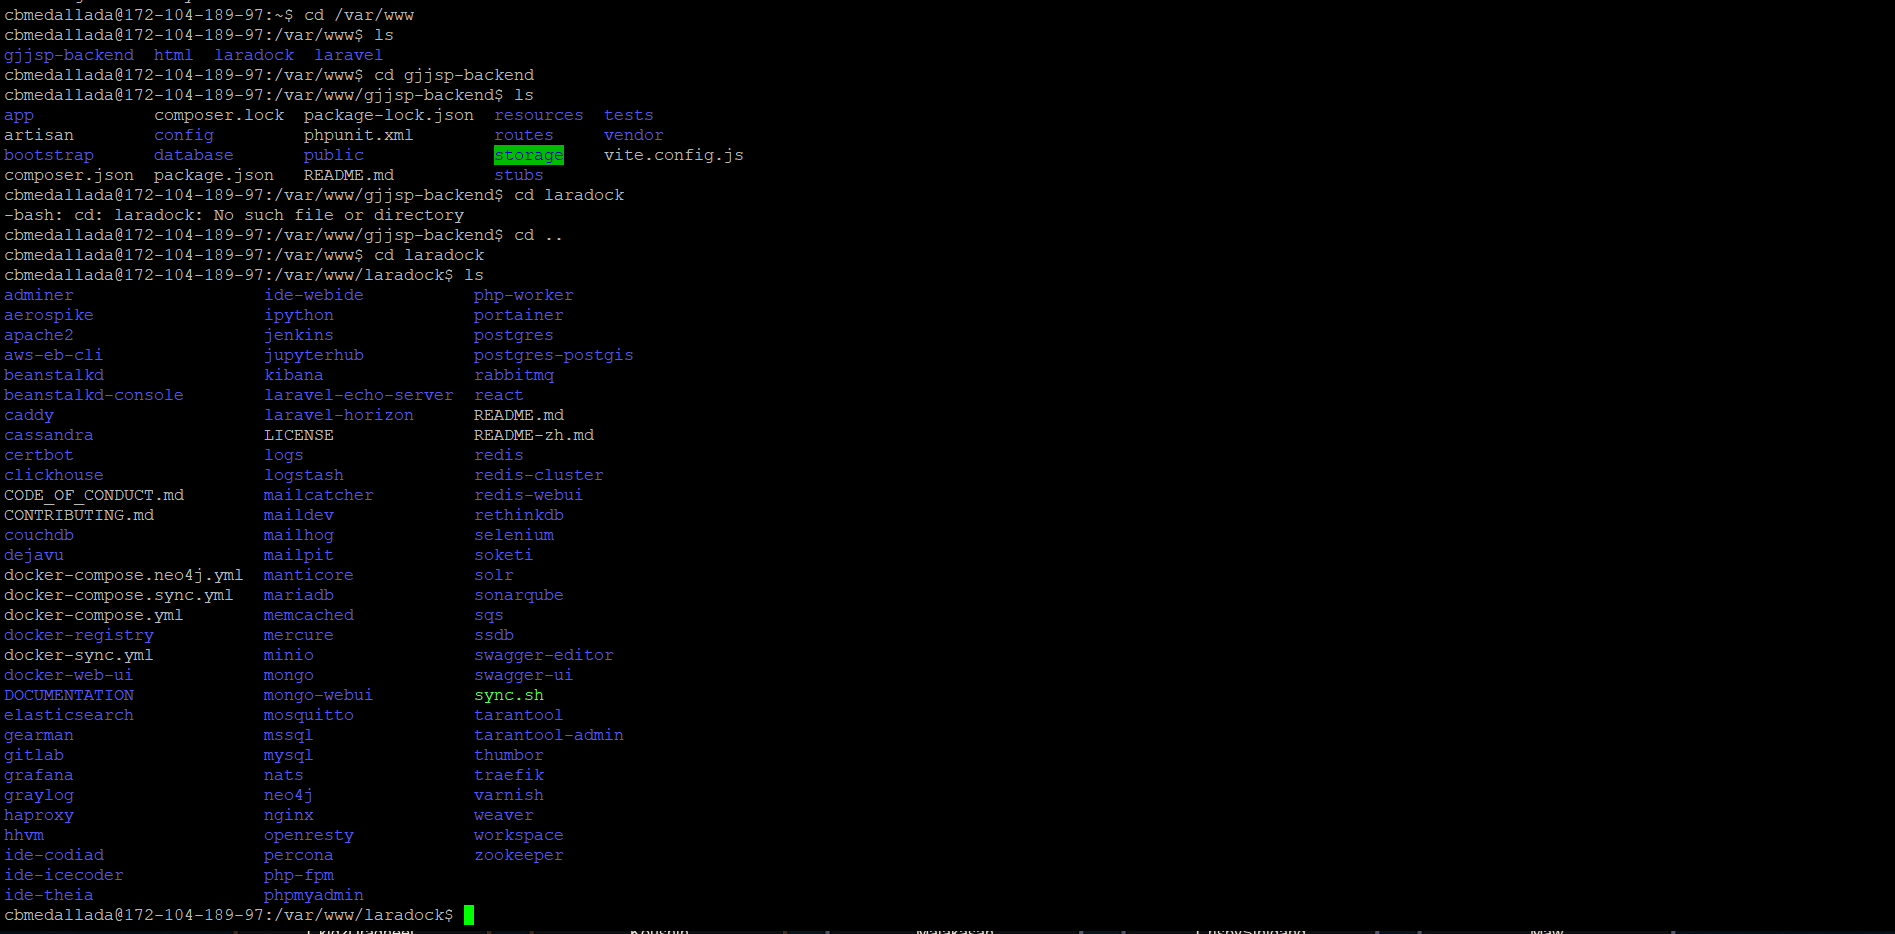 cbmedallada@172-104-189-97:~$ cd /var/www
cbmedallada@172-104-189-97:/var/www$ ls
gjjsp-backend  html  laradock  laravel
cbmedallada@172-104-189-97:/var/www$ cd gjjsp-backend
cbmedallada@172-104-189-97:/var/www/gjjsp-backend$ ls
app            composer.lock  package-lock.json  resources  tests
artisan        config         phpunit.xml        routes     vendor
bootstrap      database       public             storage    vite.config.js
composer.json  package.json   README.md          stubs
cbmedallada@172-104-189-97:/var/www/gjjsp-backend$ cd laradock
-bash: cd: laradock: No such file or directory
cbmedallada@172-104-189-97:/var/www/gjjsp-backend$ cd ..
cbmedallada@172-104-189-97:/var/www$ cd laradock
cbmedallada@172-104-189-97:/var/www/laradock$ ls
adminer                   ide-webide           php-worker
aerospike                 ipython              portainer
apache2                   jenkins              postgres
aws-eb-cli                jupyterhub           postgres-postgis
beanstalkd                kibana               rabbitmq
beanstalkd-console        laravel-echo-server  react
caddy                     laravel-horizon      README.md
cassandra                 LICENSE              README-zh.md
certbot                   logs                 redis
clickhouse                logstash             redis-cluster
CODE_OF_CONDUCT.md        mailcatcher          redis-webui
CONTRIBUTING.md           maildev              rethinkdb
couchdb                   mailhog              selenium
dejavu                    mailpit              soketi
docker-compose.neo4j.yml  manticore            solr
docker-compose.sync.yml   mariadb              sonarqube
docker-compose.yml        memcached            sqs
docker-registry           mercure              ssdb
docker-sync.yml           minio                swagger-editor
docker-web-ui             mongo                swagger-ui
DOCUMENTATION             mongo-webui          sync.sh
elasticsearch             mosquitto            tarantool
gearman                   mssql                tarantool-admin
gitlab                    mysql                thumbor
grafana                   nats                 traefik
graylog                   neo4j                varnish
haproxy                   nginx                weaver
hhvm                      openresty            workspace
ide-codiad                percona              zookeeper
ide-icecoder              php-fpm
ide-theia                 phpmyadmin
cbmedallada@172-104-189-97:/var/www/laradock$